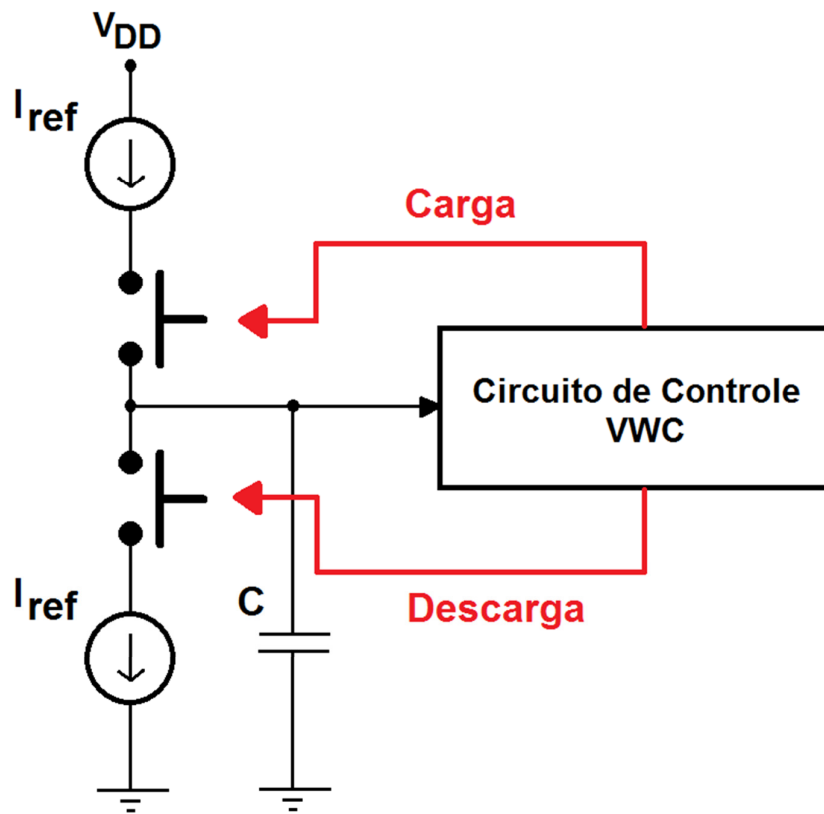 VDD
Iref
Carga
Circuito de Controle
VWC
Iref
C
Descarga